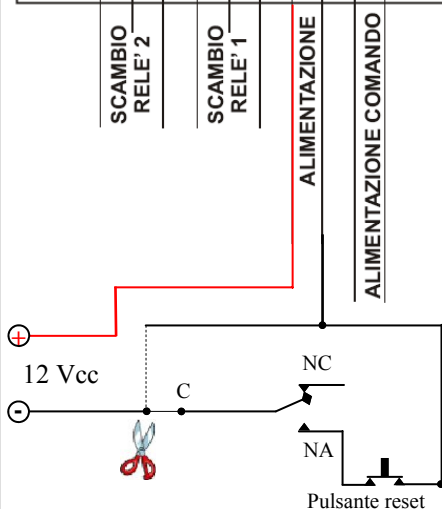 SCAMBIO
RELE' 2
SCAMBIO
RELE' 1
ALIMENTAZIONE
ALIMENTAZIONE COMANDO
+
12 Vcc
-
C
NC
NA
Pulsante reset